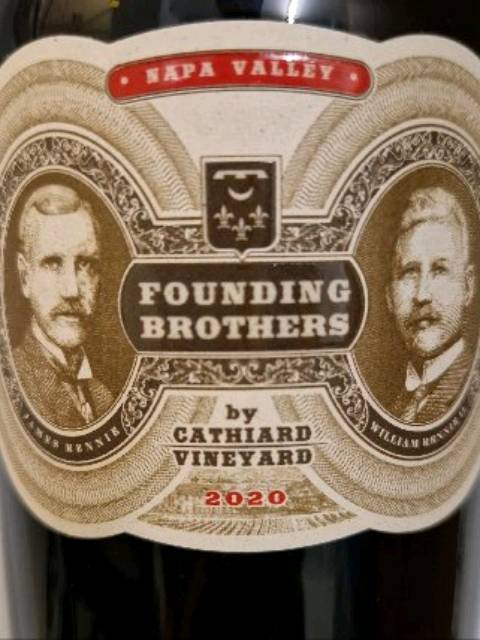 NAPA VALLEY
FOUNDING
BROTHERS
JAMES RENNIE
WILLIAM RENNIE
by
CATHIARD
VINEYARD
2020